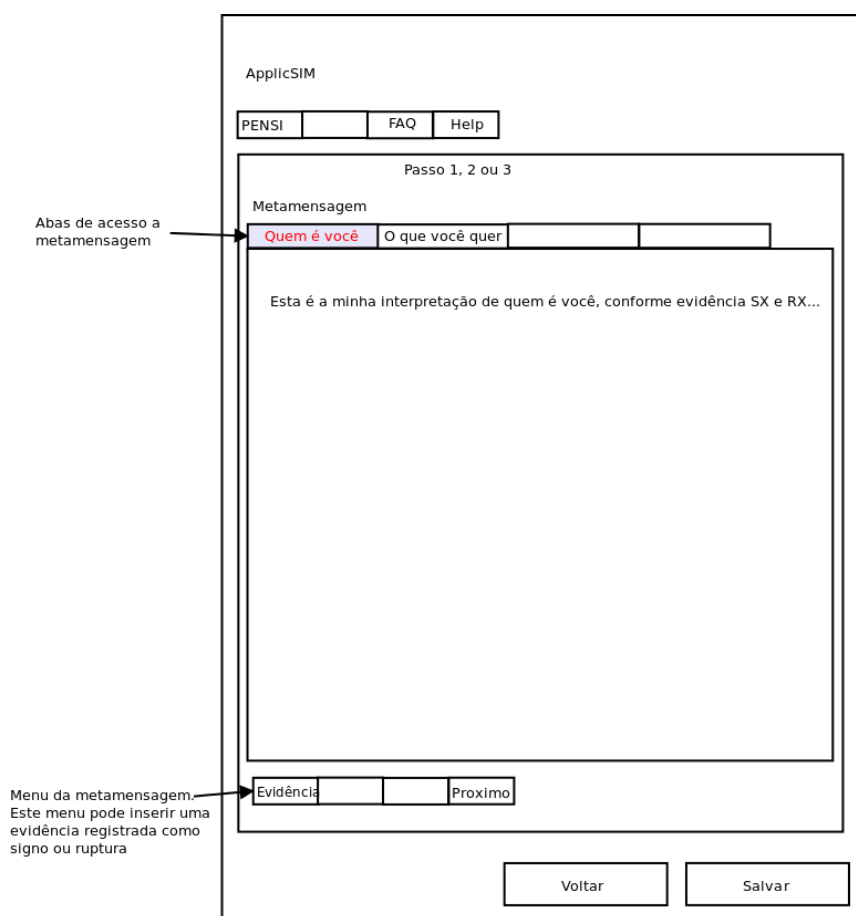 ApplicSIM
PENSI
FAQ
Help
Passo 1, 2 ou 3
Metamensagem
Abas de acesso a
metamensagem
Quem é você
O que você quer
Esta é a minha interpretação de quem é você, conforme evidência SX e RX...
Menu da metamensagem.
Este menu pode inserir uma
evidência registrada como
signo ou ruptura
Evidência
Proximo
Voltar
Salvar